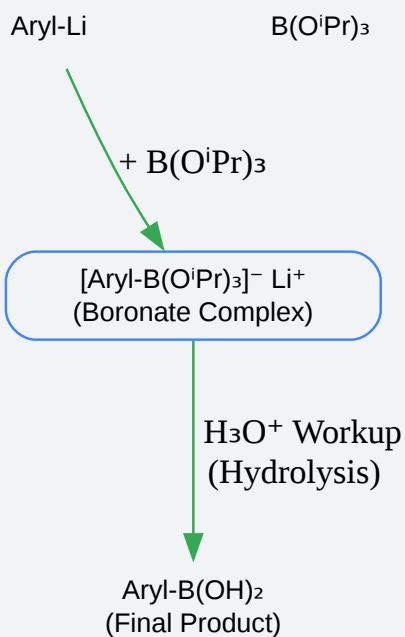 Aryl-Li
B(OⁱPr)₃
+ B(OⁱPr)₃
[Aryl-B(OⁱPr)₃]⁻ Li⁺
(Boronate Complex)
H₃O⁺ Workup
(Hydrolysis)
Aryl-B(OH)₂
(Final Product)